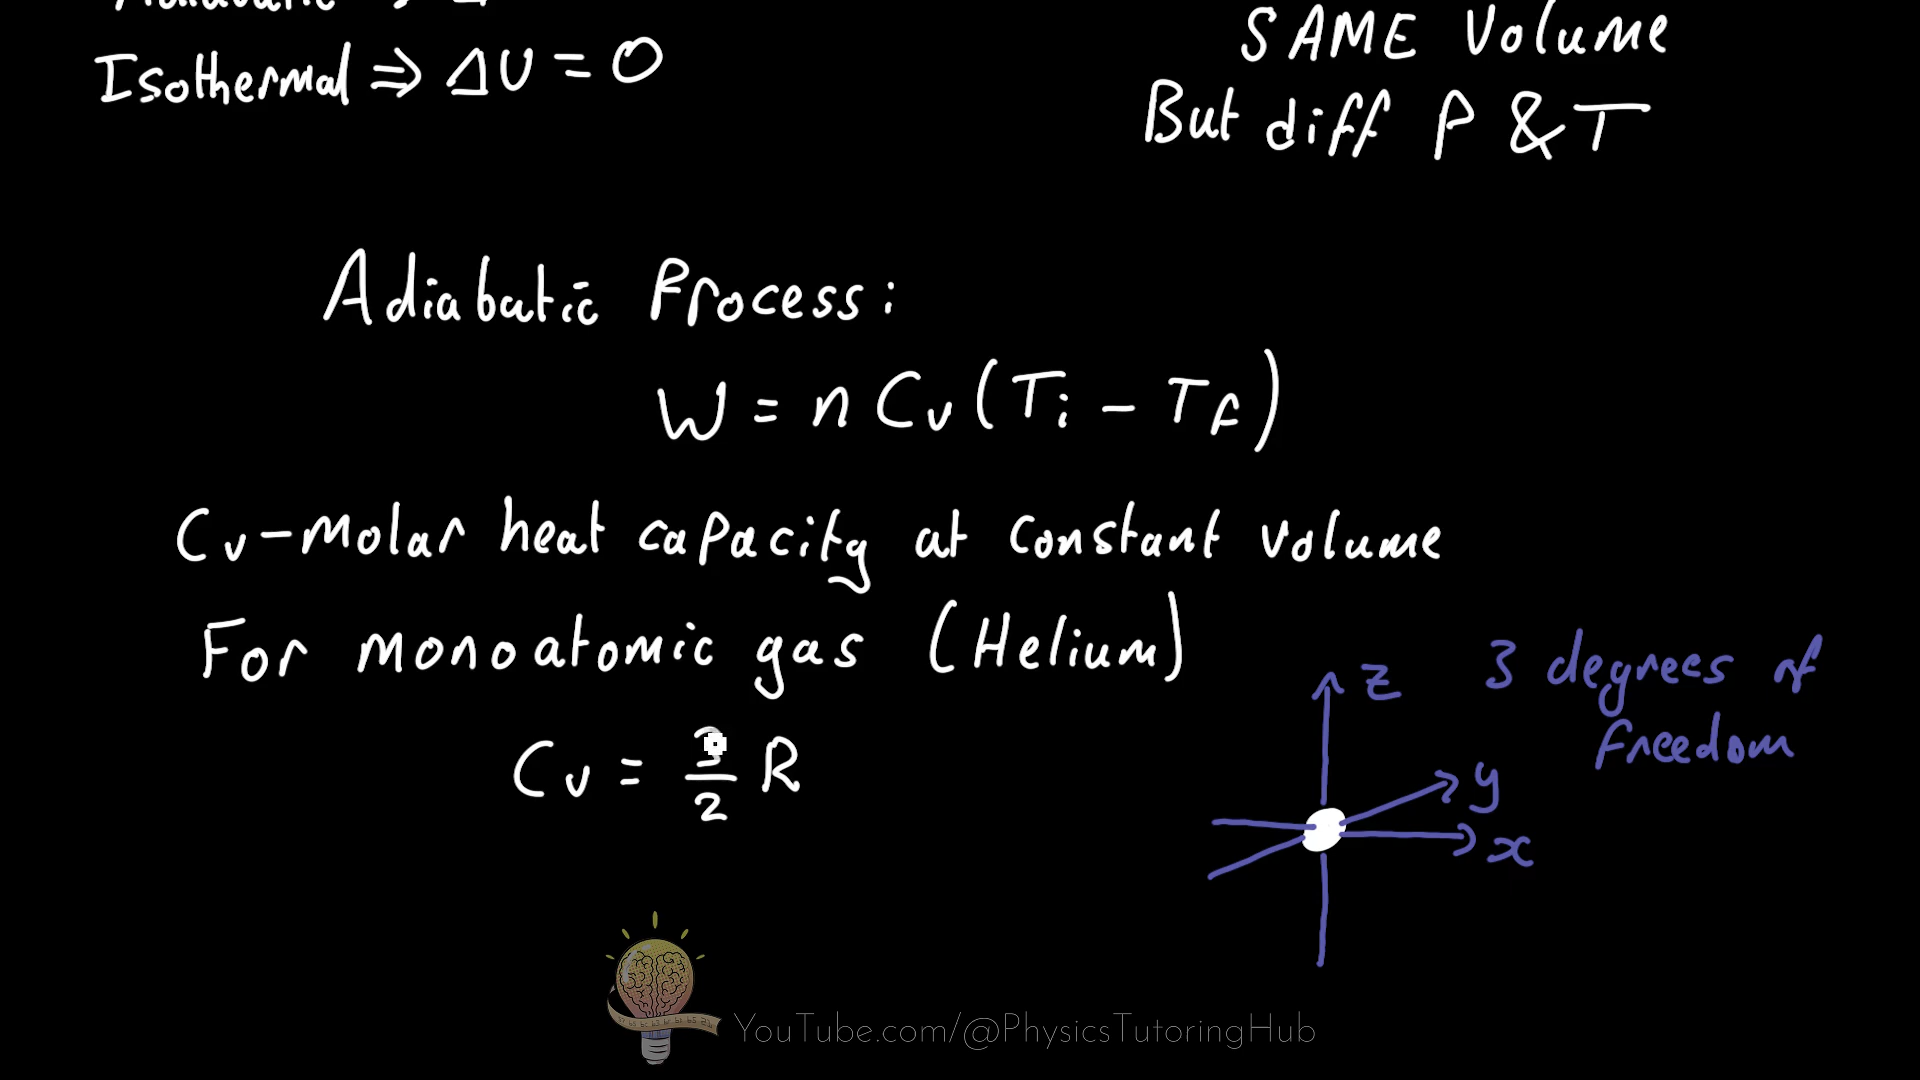 Isothermal ⇒ ΔU = 0
SAME Volume
But diff P & T
Adiabatic Process:
W = n Cv (Ti - Tf)
Cv - Molar heat capacity at constant volume
For monoatomic gas (Helium)
Cv = 3/2 R
3 degrees of
freedom
z
y
x
YouTube.com/@PhysicsTutoringHub